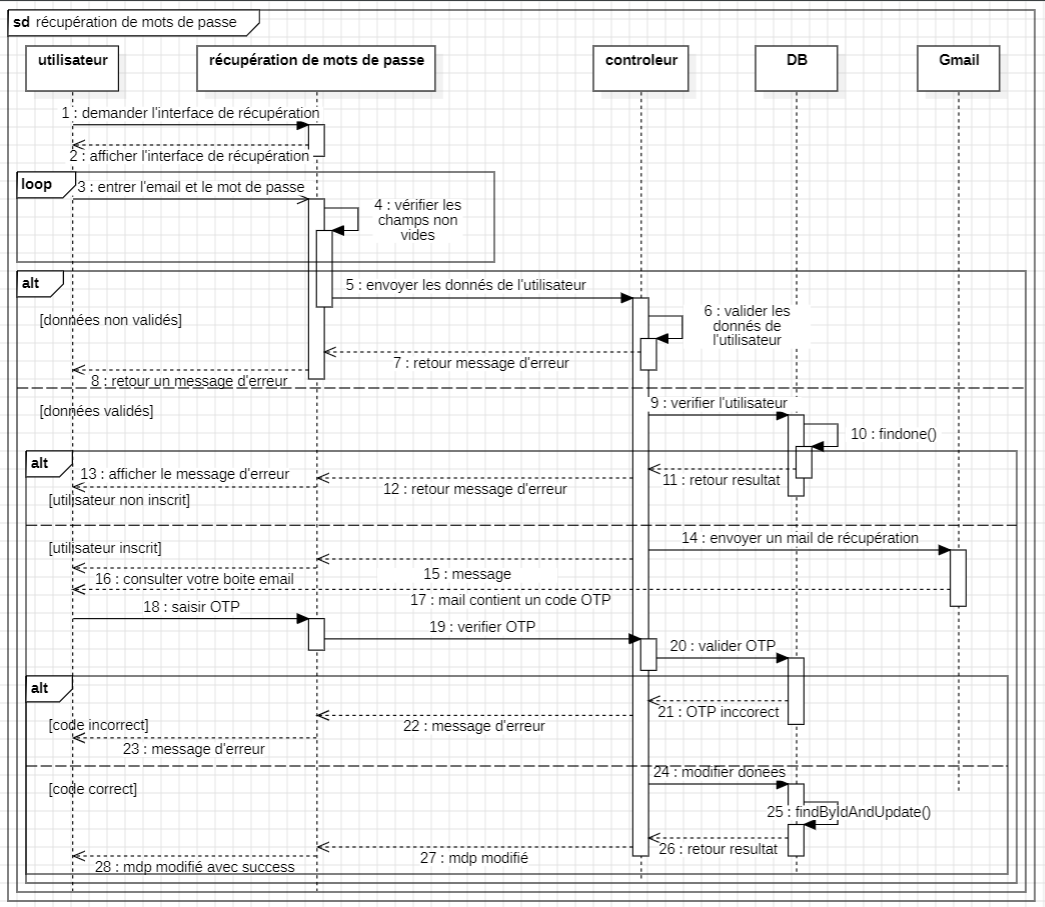 sd récupération de mots de passe
utilisateur
récupération de mots de passe
controleur
DB
Gmail
1 : demander l'interface de récupération
2 : afficher l'interface de récupération
loop
3 : entrer l'email et le mot de passe
4 : vérifier les
champs non
vides
alt
5 : envoyer les donnés de l'utilisateur
6 : valider les
donnés de
l'utilisateur
[données non validés]
7 : retour message d'erreur
8 : retour un message d'erreur
[données validés]
9 : verifier l'utilisateur
10 : findone()
alt
13 : afficher le message d'erreur
11 : retour resultat
12 : retour message d'erreur
[utilisateur non inscrit]
14 : envoyer un mail de récupération
[utilisateur inscrit]
15 : message
16 : consulter votre boite email
17 : mail contient un code OTP
18 : saisir OTP
19 : verifier OTP
20 : valider OTP
alt
21 : OTP inccorect
[code incorrect]
22 : message d'erreur
23 : message d'erreur
24 : modifier donees
[code correct]
25 : findByIdAndUpdate()
26 : retour resultat
27 : mdp modifié
28 : mdp modifié avec success